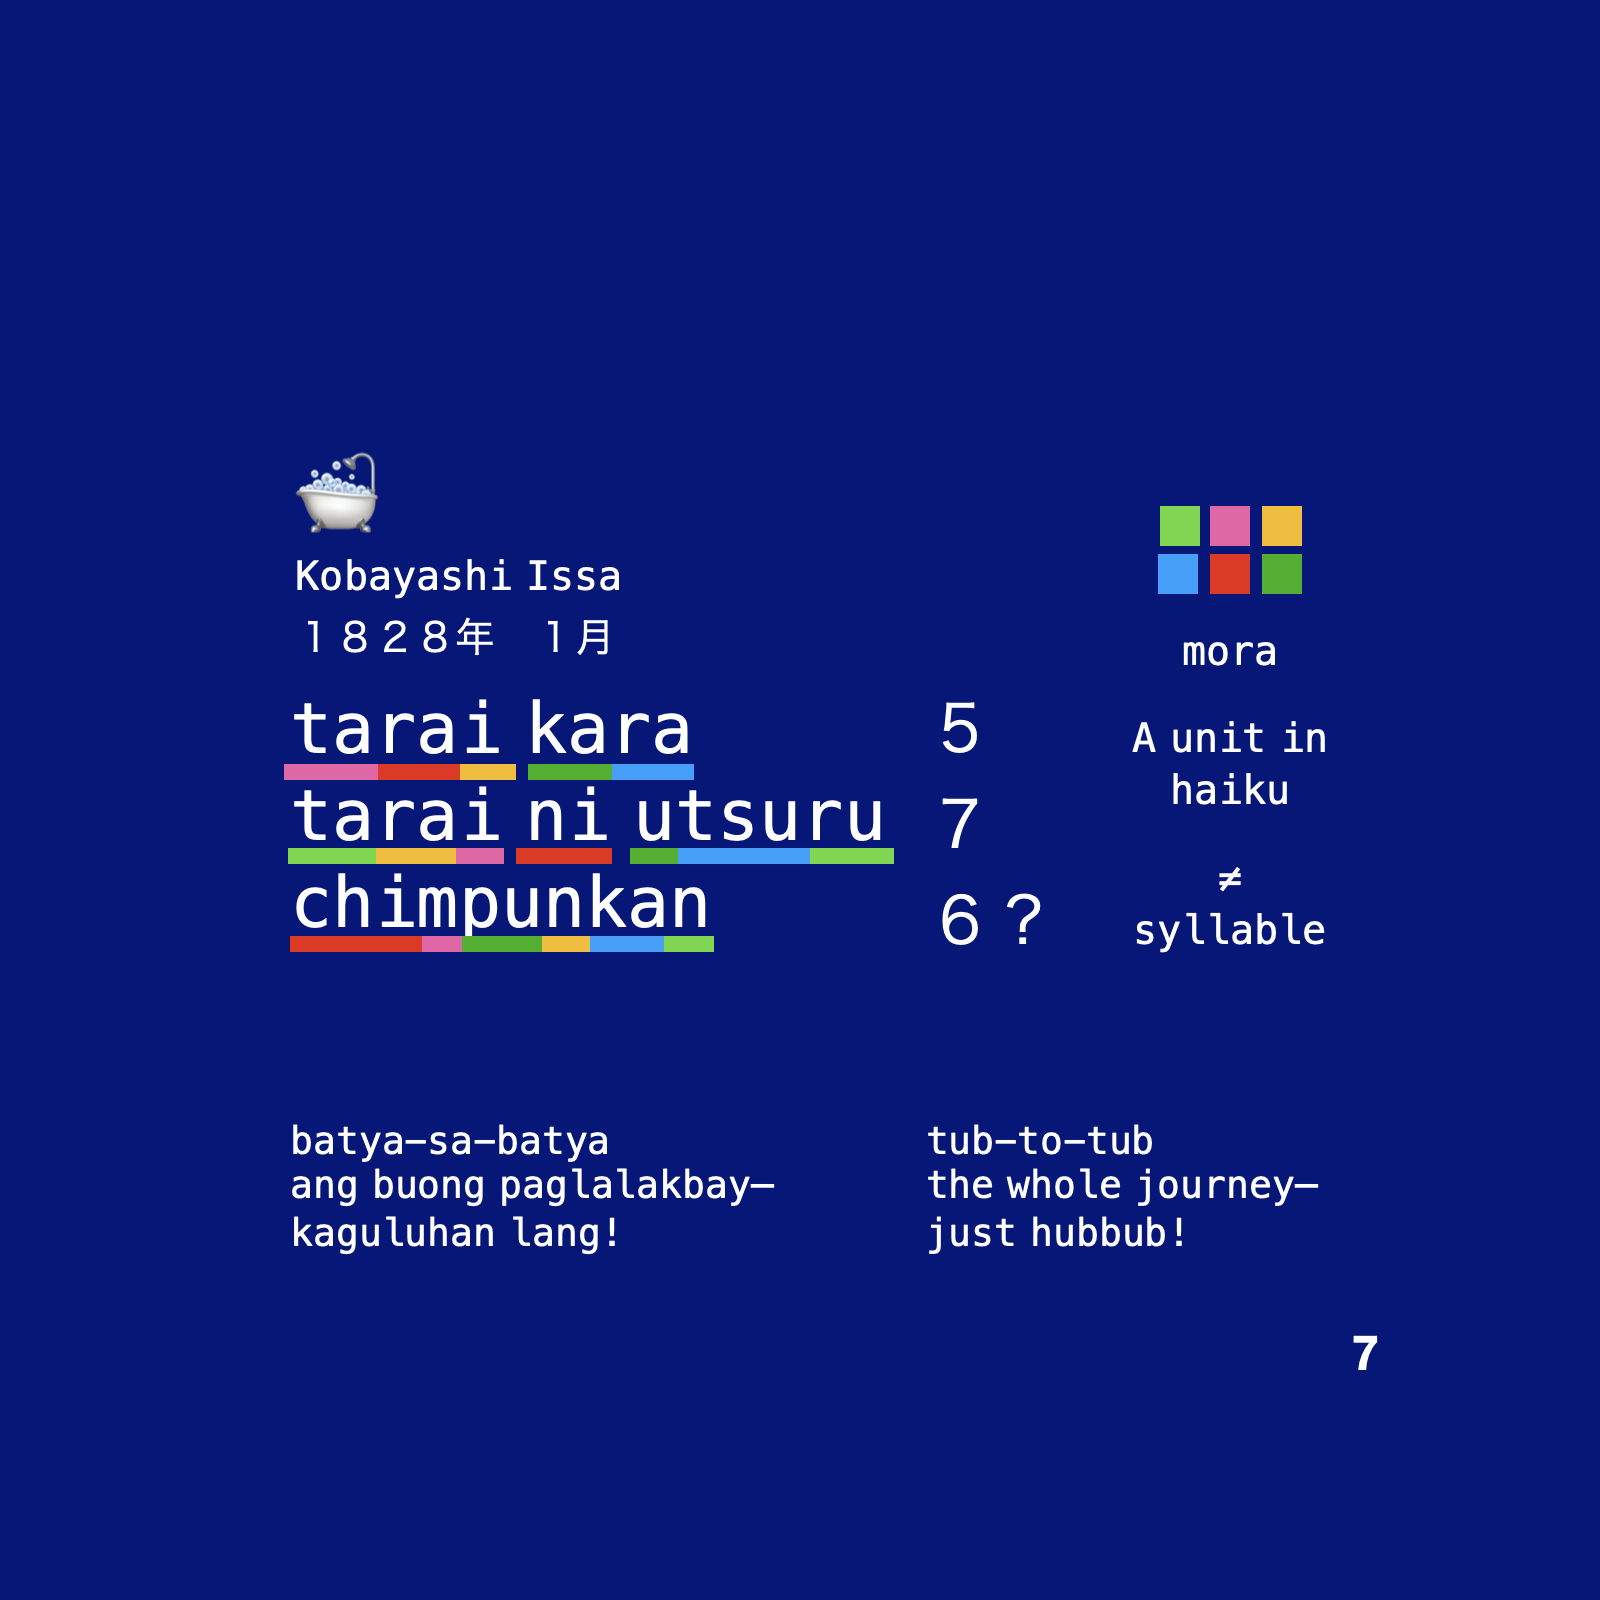 Kobayashi Issa
1828年　1月
tarai kara
tarai ni utsuru
chimpunkan
5
7
6?
mora
A unit in
haiku
≠
syllable
batya–sa–batya
ang buong paglalakbay—
kaguluhan lang!
tub–to–tub
the whole journey—
just hubbub!
7